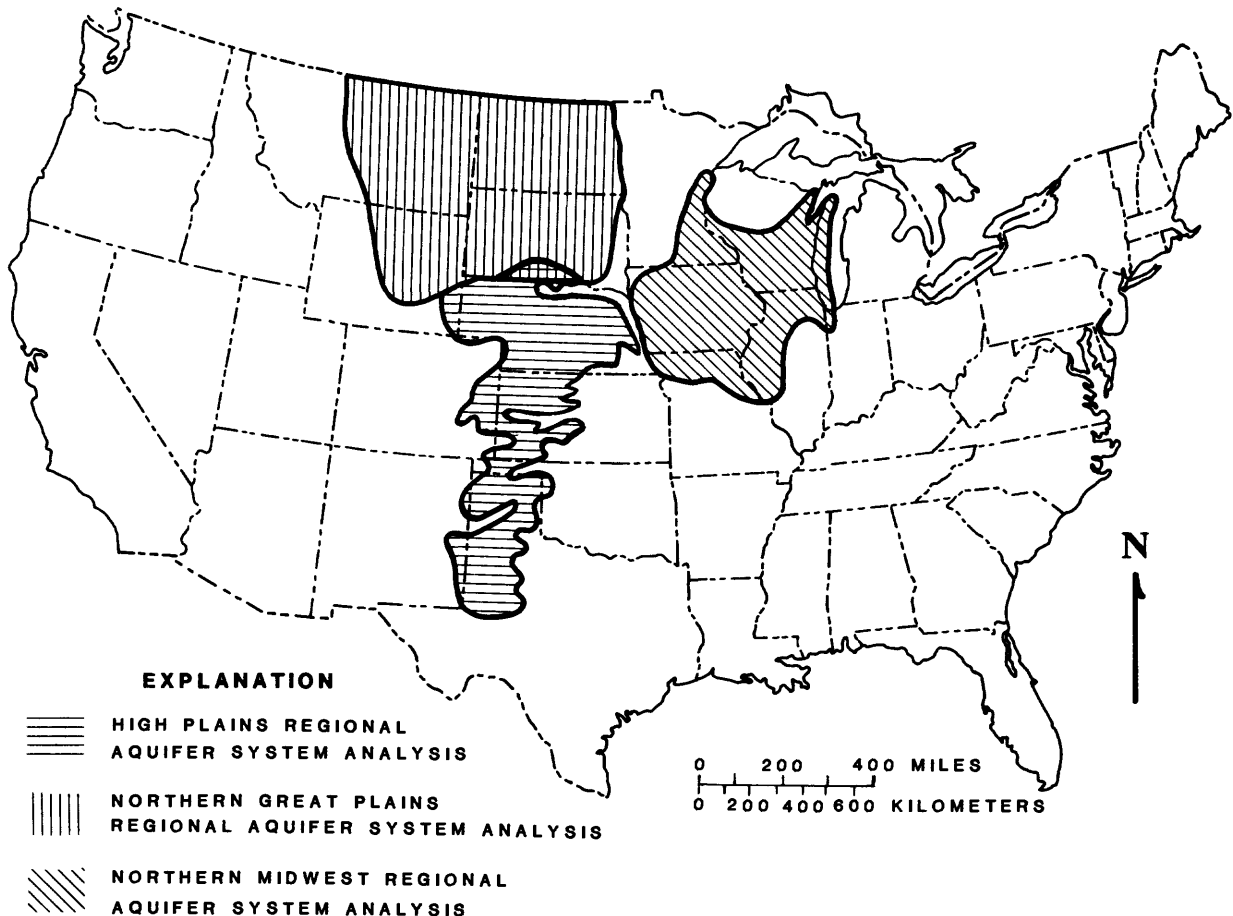 N
EXPLANATION
HIGH PLAINS REGIONAL
AQUIFER SYSTEM ANALYSIS
NORTHERN GREAT PLAINS
REGIONAL AQUIFER SYSTEM ANALYSIS
NORTHERN MIDWEST REGIONAL
AQUIFER SYSTEM ANALYSIS
0 200 400 MILES
0 200 400 600 KILOMETERS